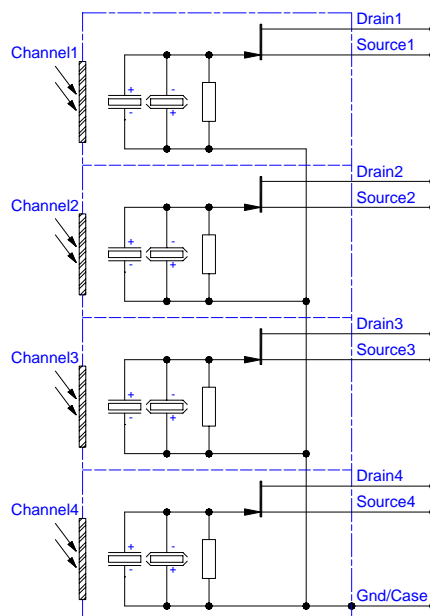 Drain1
Channel1 Source1
+ -
- +
Drain2
Channel2 Source2
+ -
- +
Drain3
Channel3 Source3
+ -
- +
Drain4
Channel4 Source4
+ -
- +
Gnd/Case